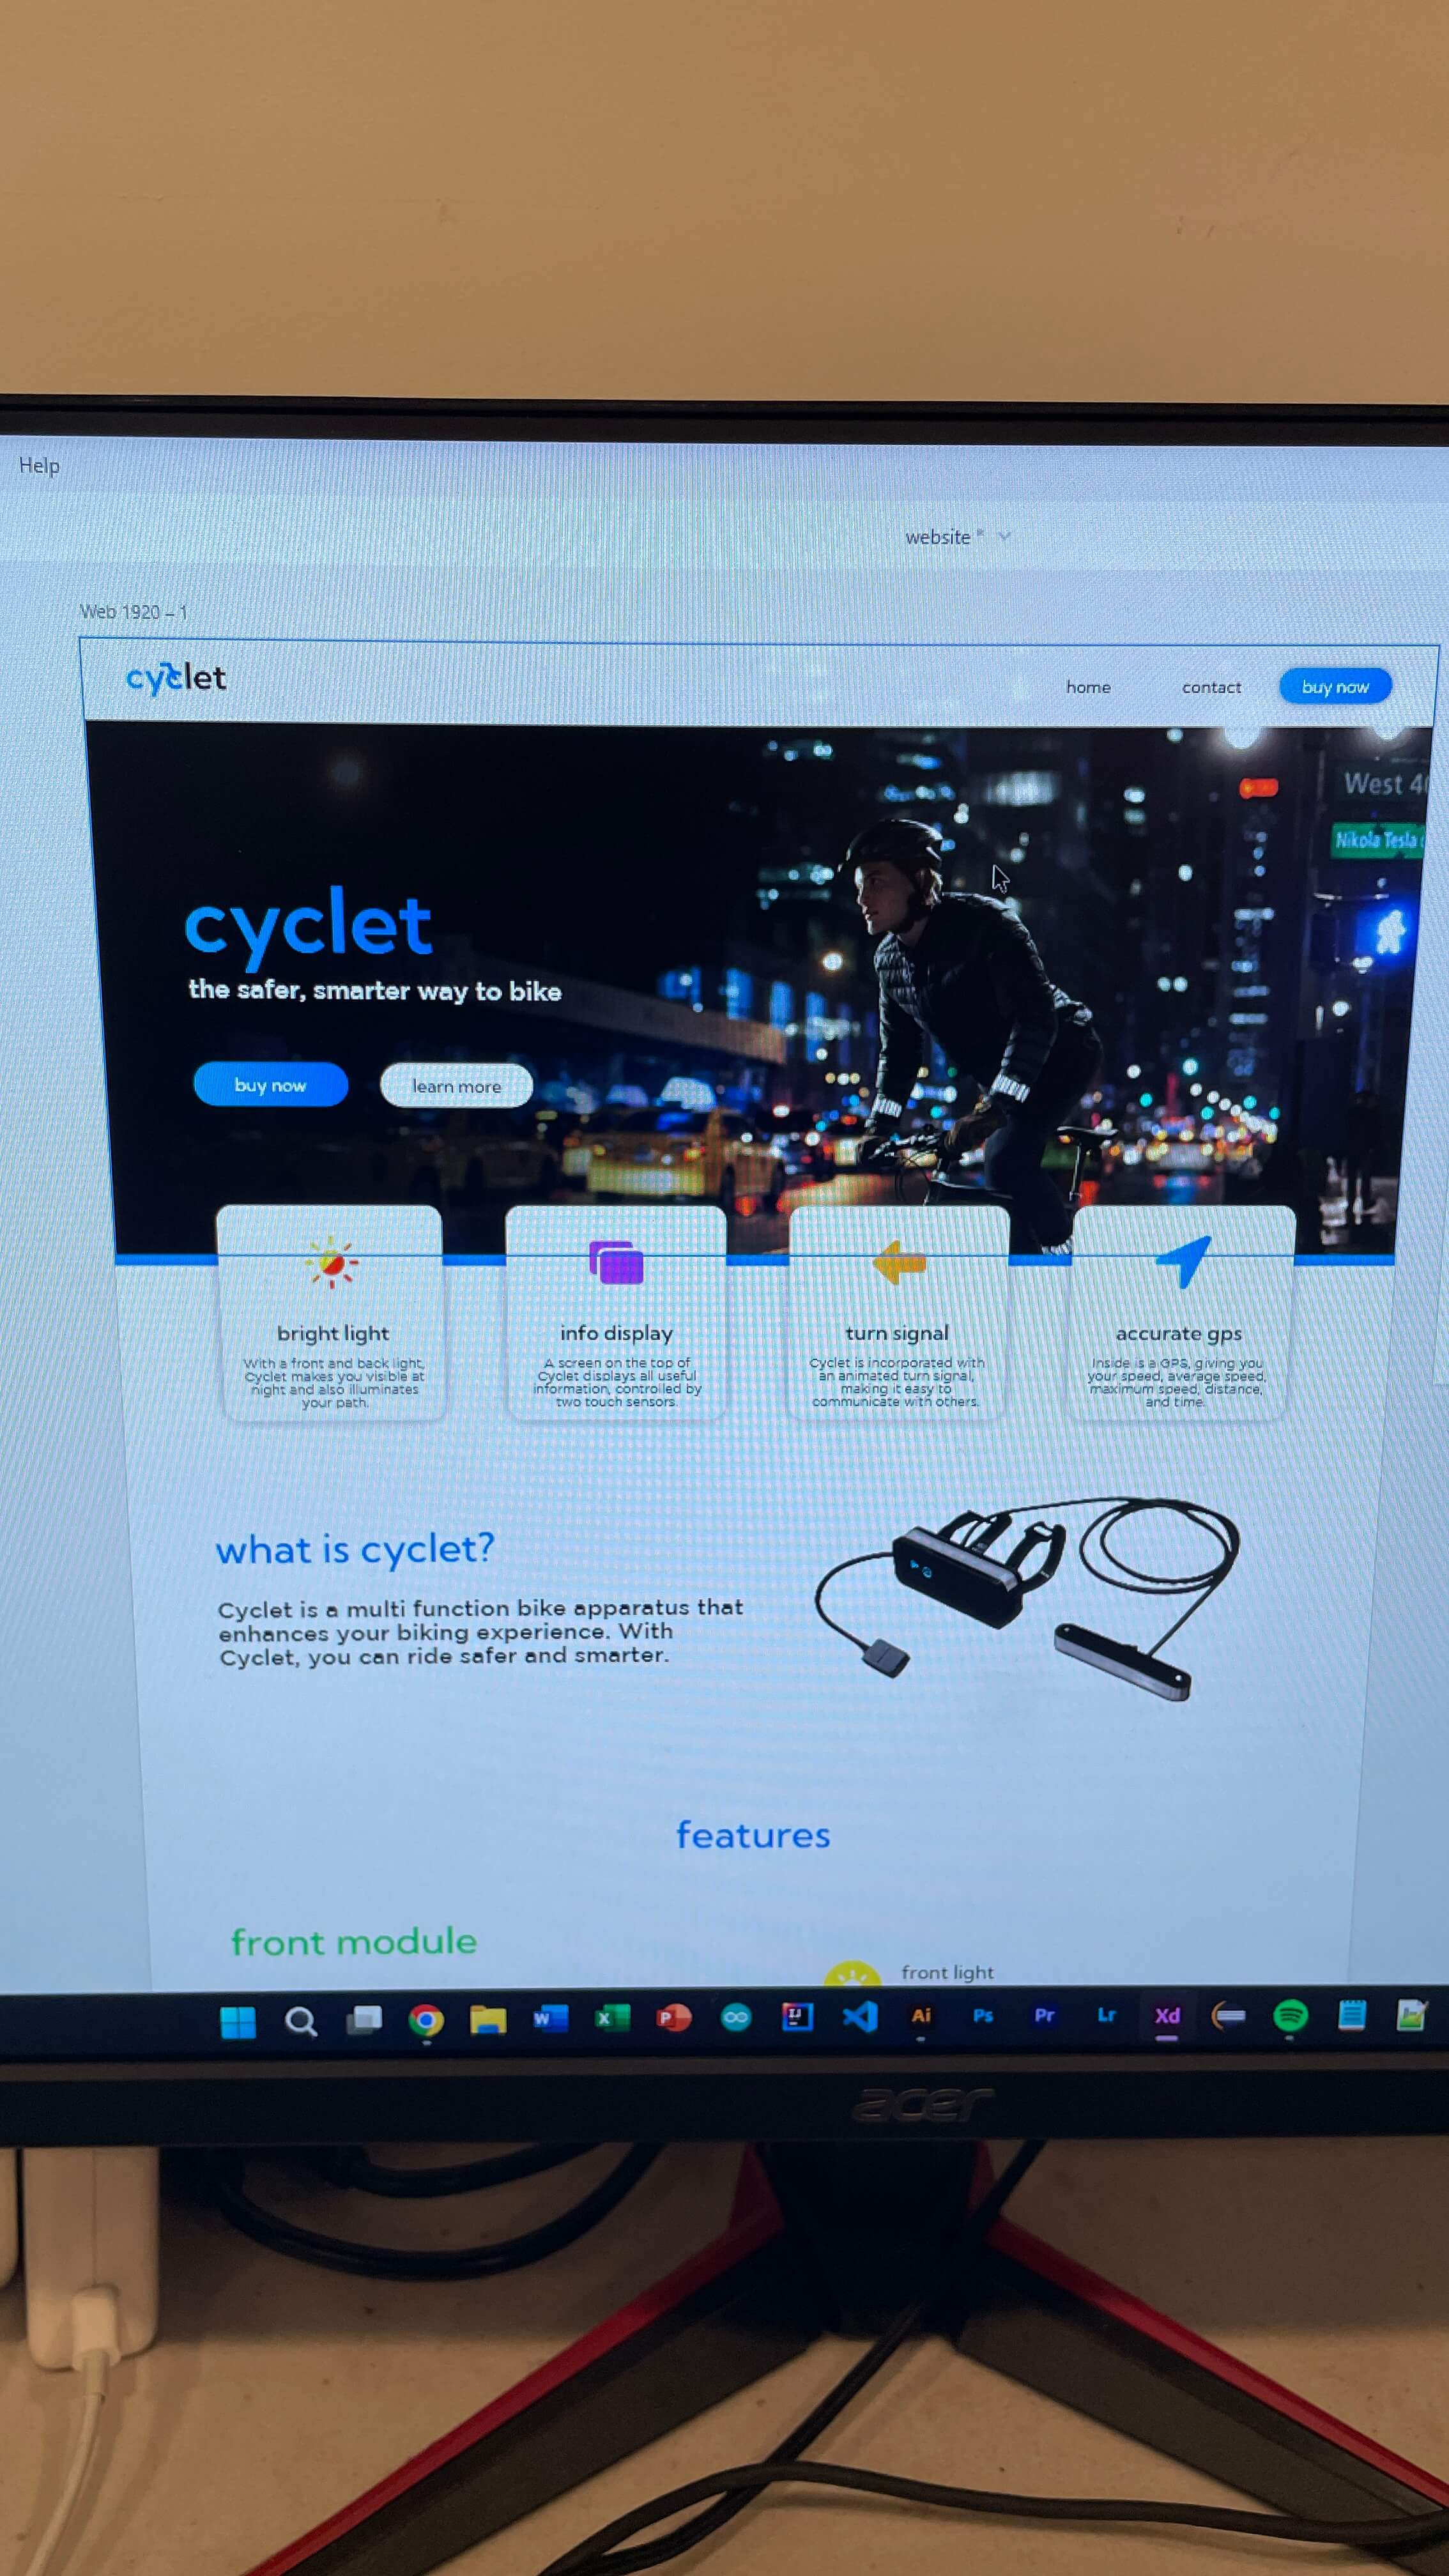 Help
website *
Web 1920 – 1
cyclet
home contact buy now
West 4
Nikola Tesla
cyclet
the safer, smarter way to bike
buy now learn more
bright light
With a front and back light,
Cyclet makes you visible at
night and also illuminates
your path.
info display
A screen on the top of
Cyclet displays all useful
information, controlled by
two touch sensors.
turn signal
Cyclet is incorporated with
an animated turn signal,
making it easy to
communicate with others.
accurate gps
Inside is a GPS, giving you
your speed, average speed,
maximum speed, distance,
and time.
what is cyclet?
Cyclet is a multi function bike apparatus that
enhances your biking experience. With
Cyclet, you can ride safer and smarter.
features
front module
front light
W X P IJ Ai Ps Pr Lr Xd
acer